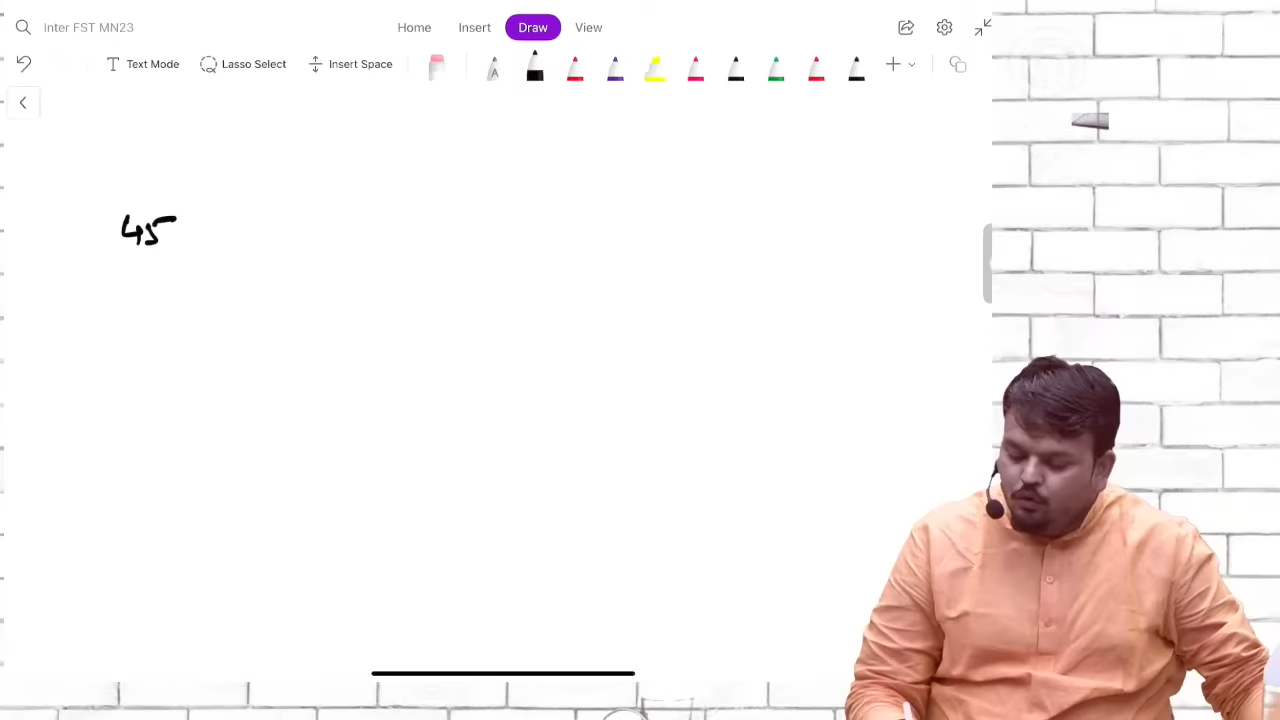 Inter FST MN23
Home Insert Draw View
Text Mode Lasso Select Insert Space
A
45